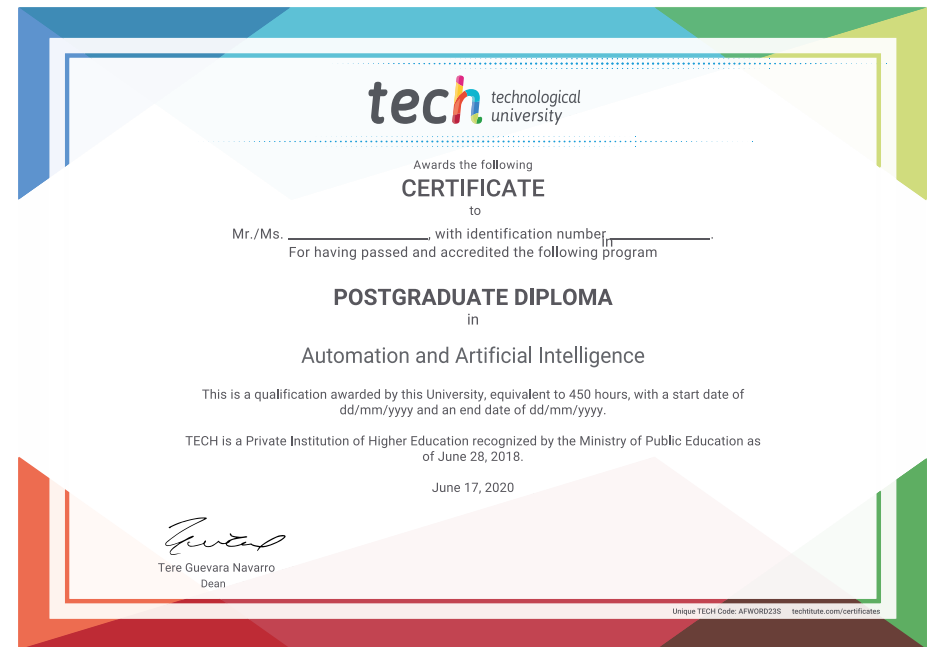 tech technological
university
Awards the following
CERTIFICATE
to
Mr./Ms. ____________, with identification number_________.
in
For having passed and accredited the following program
POSTGRADUATE DIPLOMA
in
Automation and Artificial Intelligence
This is a qualification awarded by this University, equivalent to 450 hours, with a start date of
dd/mm/yyyy and an end date of dd/mm/yyyy.
TECH is a Private Institution of Higher Education recognized by the Ministry of Public Education as
of June 28, 2018.
June 17, 2020
Tere Guevara Navarro
Dean
Unique TECH Code: AFWORD23S techtitute.com/certificates